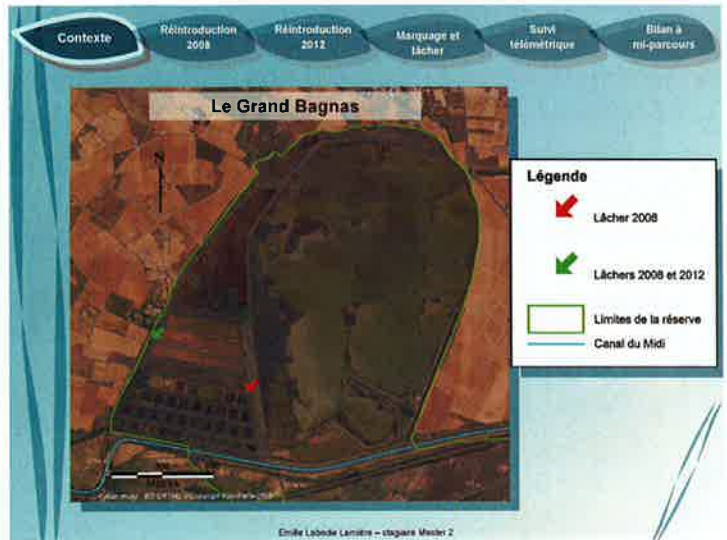 Contexte
Réintroduction
2008
Réintroduction
2012
Marquage et
lâcher
Suivi
télémétrique
Bilan à
mi-parcours
Le Grand Bagnas
N
Légende
Lâcher 2008
Lâchers 2008 et 2012
Limites de la réserve
Canal du Midi
Emilie Labadie Lamière – stagiaire Master 2